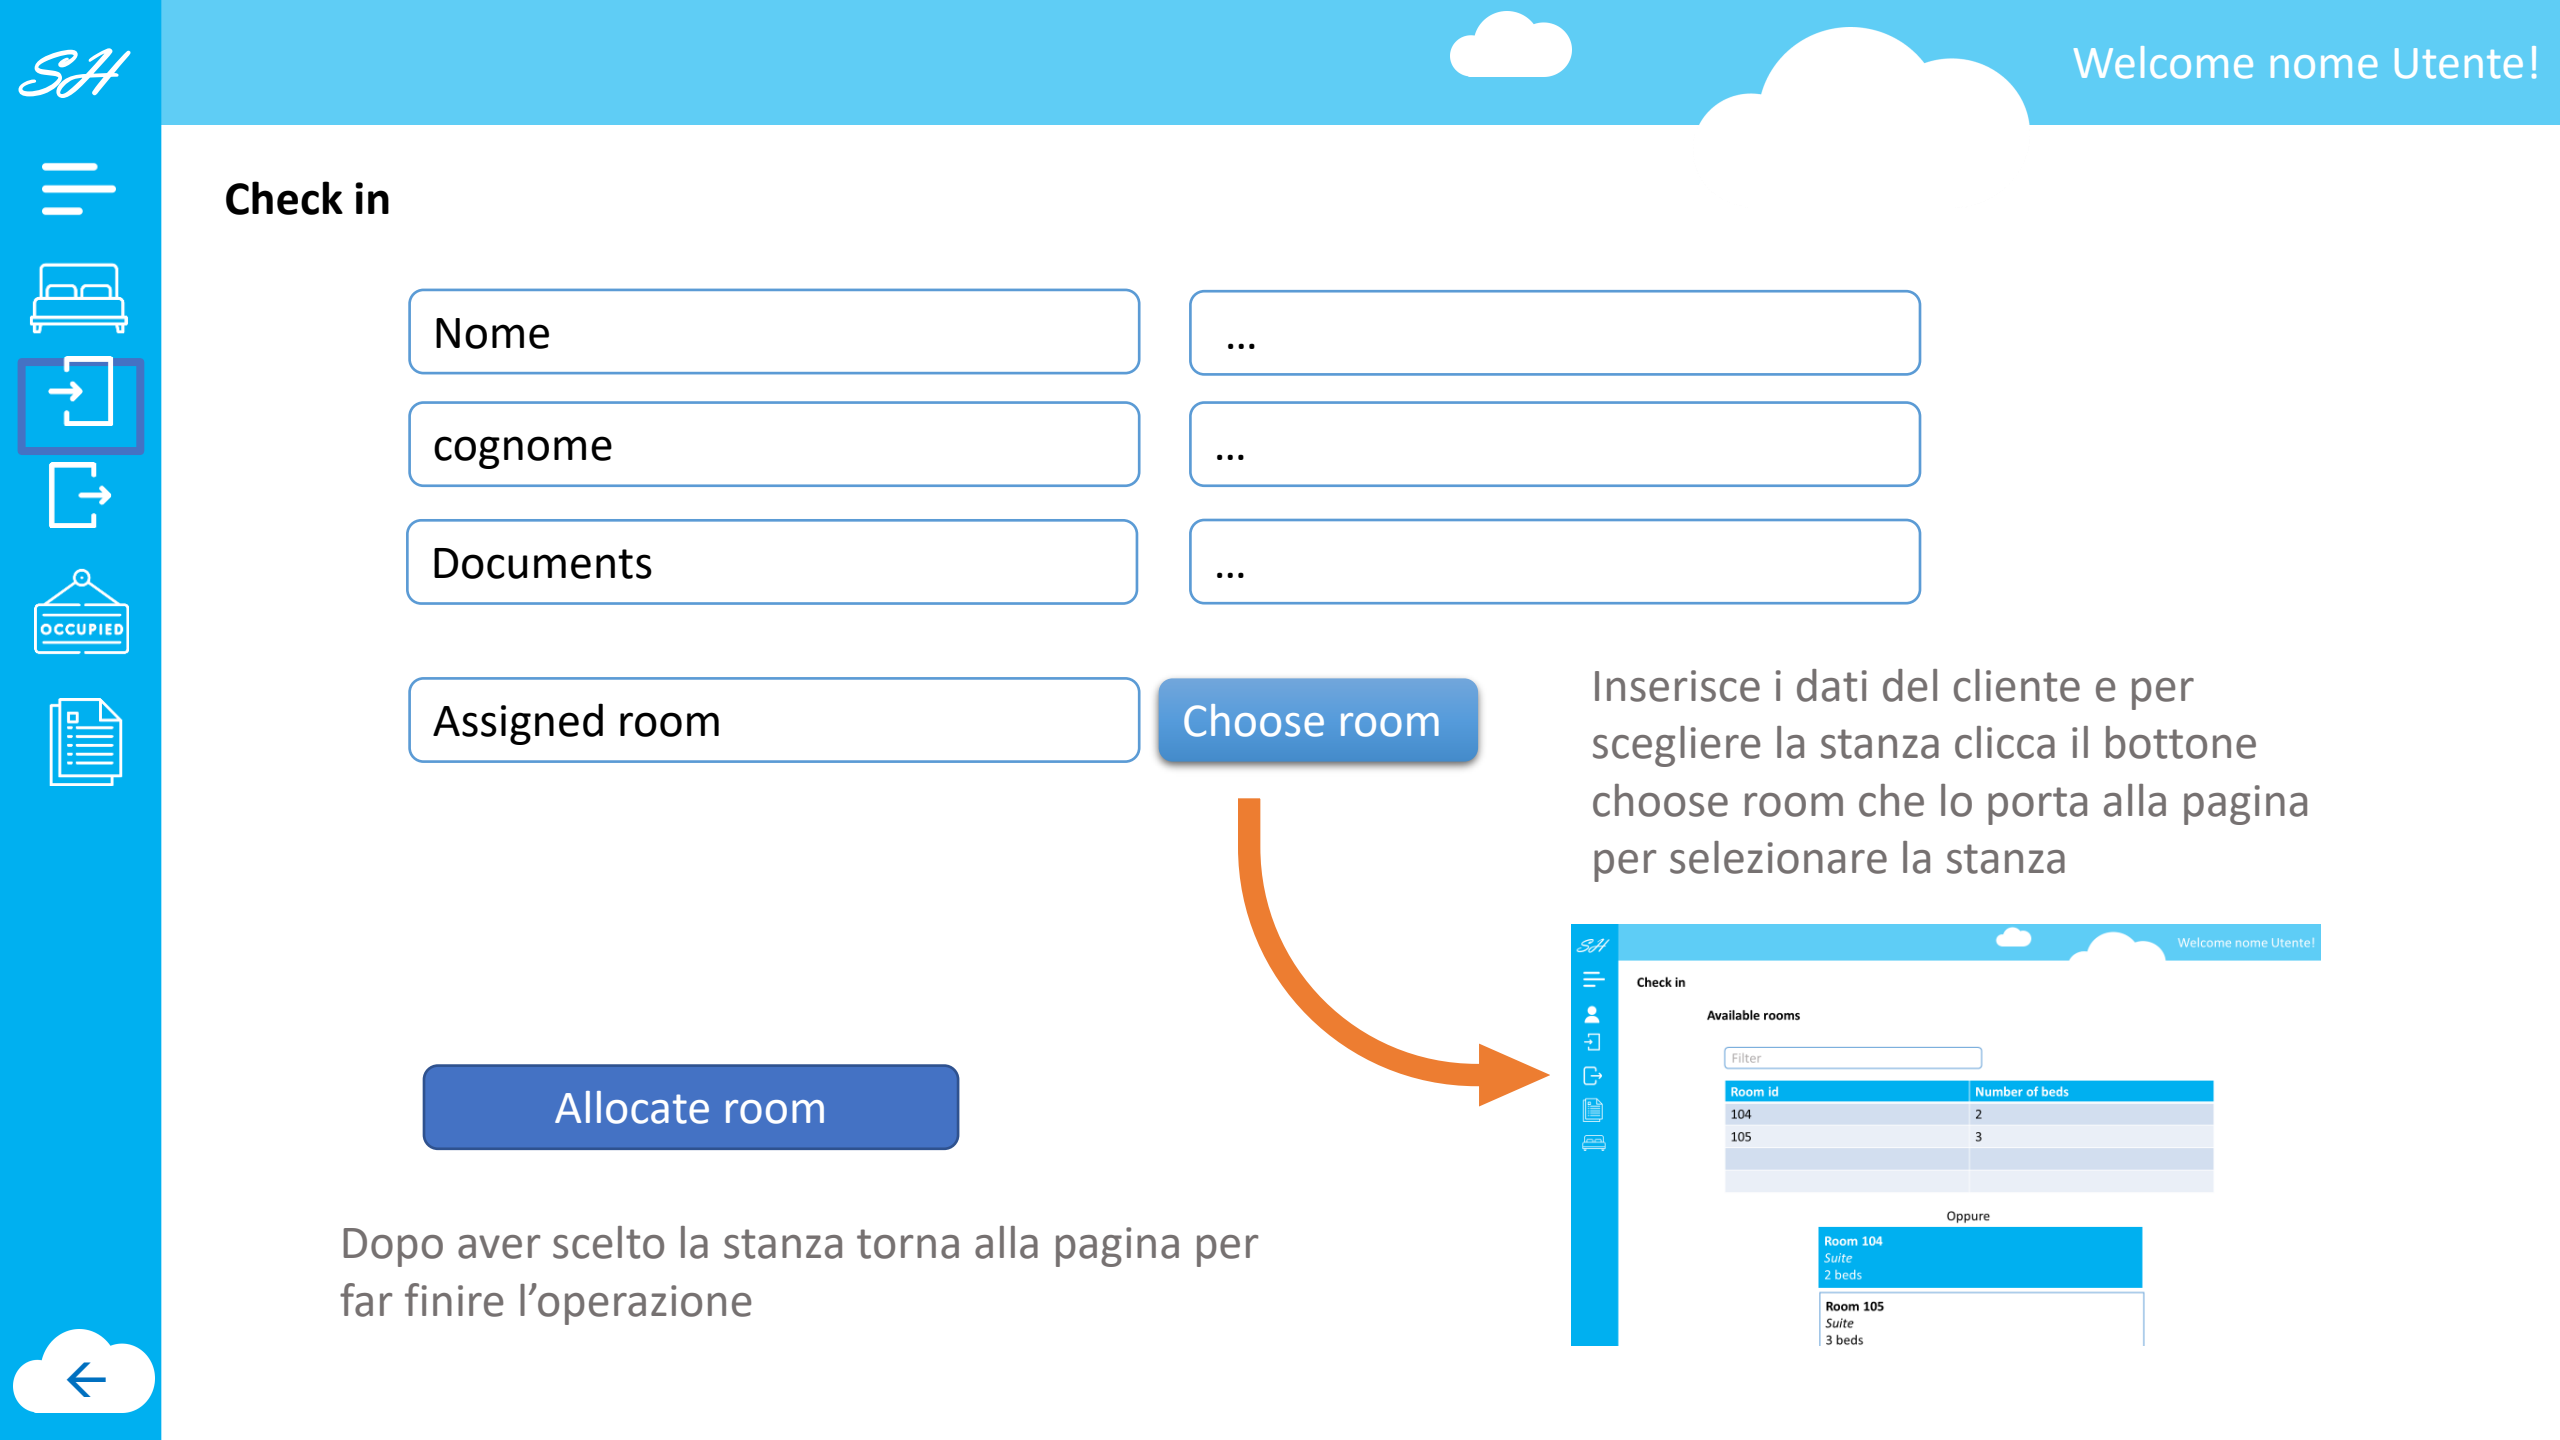 SH
Welcome nome Utente!
Check in
Nome
...
cognome
...
Documents
...
OCCUPIED
Assigned room
Choose room
Inserisce i dati del cliente e per
scegliere la stanza clicca il bottone
choose room che lo porta alla pagina
per selezionare la stanza
Allocate room
Dopo aver scelto la stanza torna alla pagina per
far finire l’operazione
SH
Welcome nome Utente!
Check in
Available rooms
Filter
Room id Number of beds
104 2
105 3
Oppure
Room 104
Suite
2 beds
Room 105
Suite
3 beds